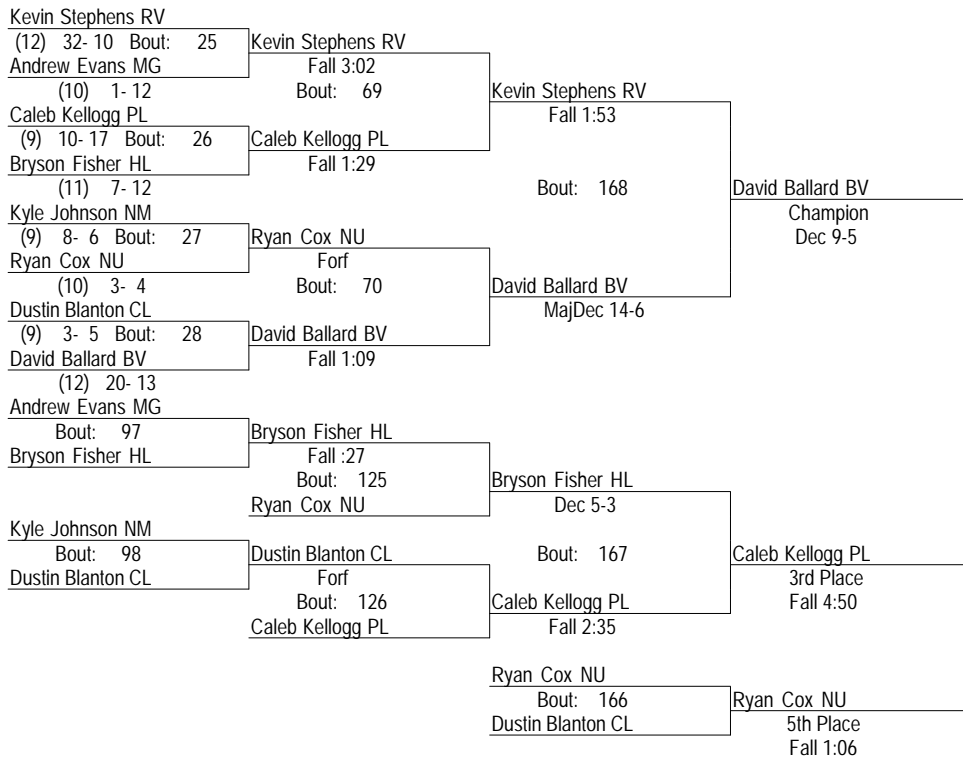 Kevin Stephens RV
(12) 32- 10 Bout: 25
Kevin Stephens RV
Andrew Evans MG
Fall 3:02
(10) 1- 12
Bout: 69
Kevin Stephens RV
Caleb Kellogg PL
Fall 1:53
(9) 10- 17 Bout: 26
Caleb Kellogg PL
Bryson Fisher HL
Fall 1:29
(11) 7- 12
Bout: 168
David Ballard BV
Kyle Johnson NM
Champion
(9) 8- 6 Bout: 27
Ryan Cox NU
Dec 9-5
Ryan Cox NU
Forf
(10) 3- 4
Bout: 70
David Ballard BV
Dustin Blanton CL
MajDec 14-6
(9) 3- 5 Bout: 28
David Ballard BV
David Ballard BV
Fall 1:09
(12) 20- 13
Andrew Evans MG
Bout: 97
Bryson Fisher HL
Bryson Fisher HL
Fall :27
Bout: 125
Bryson Fisher HL
Ryan Cox NU
Dec 5-3
Kyle Johnson NM
Bout: 98
Dustin Blanton CL
Bout: 167
Caleb Kellogg PL
Dustin Blanton CL
Forf
3rd Place
Bout: 126
Caleb Kellogg PL
Fall 4:50
Caleb Kellogg PL
Fall 2:35
Ryan Cox NU
Bout: 166
Ryan Cox NU
Dustin Blanton CL
5th Place
Fall 1:06